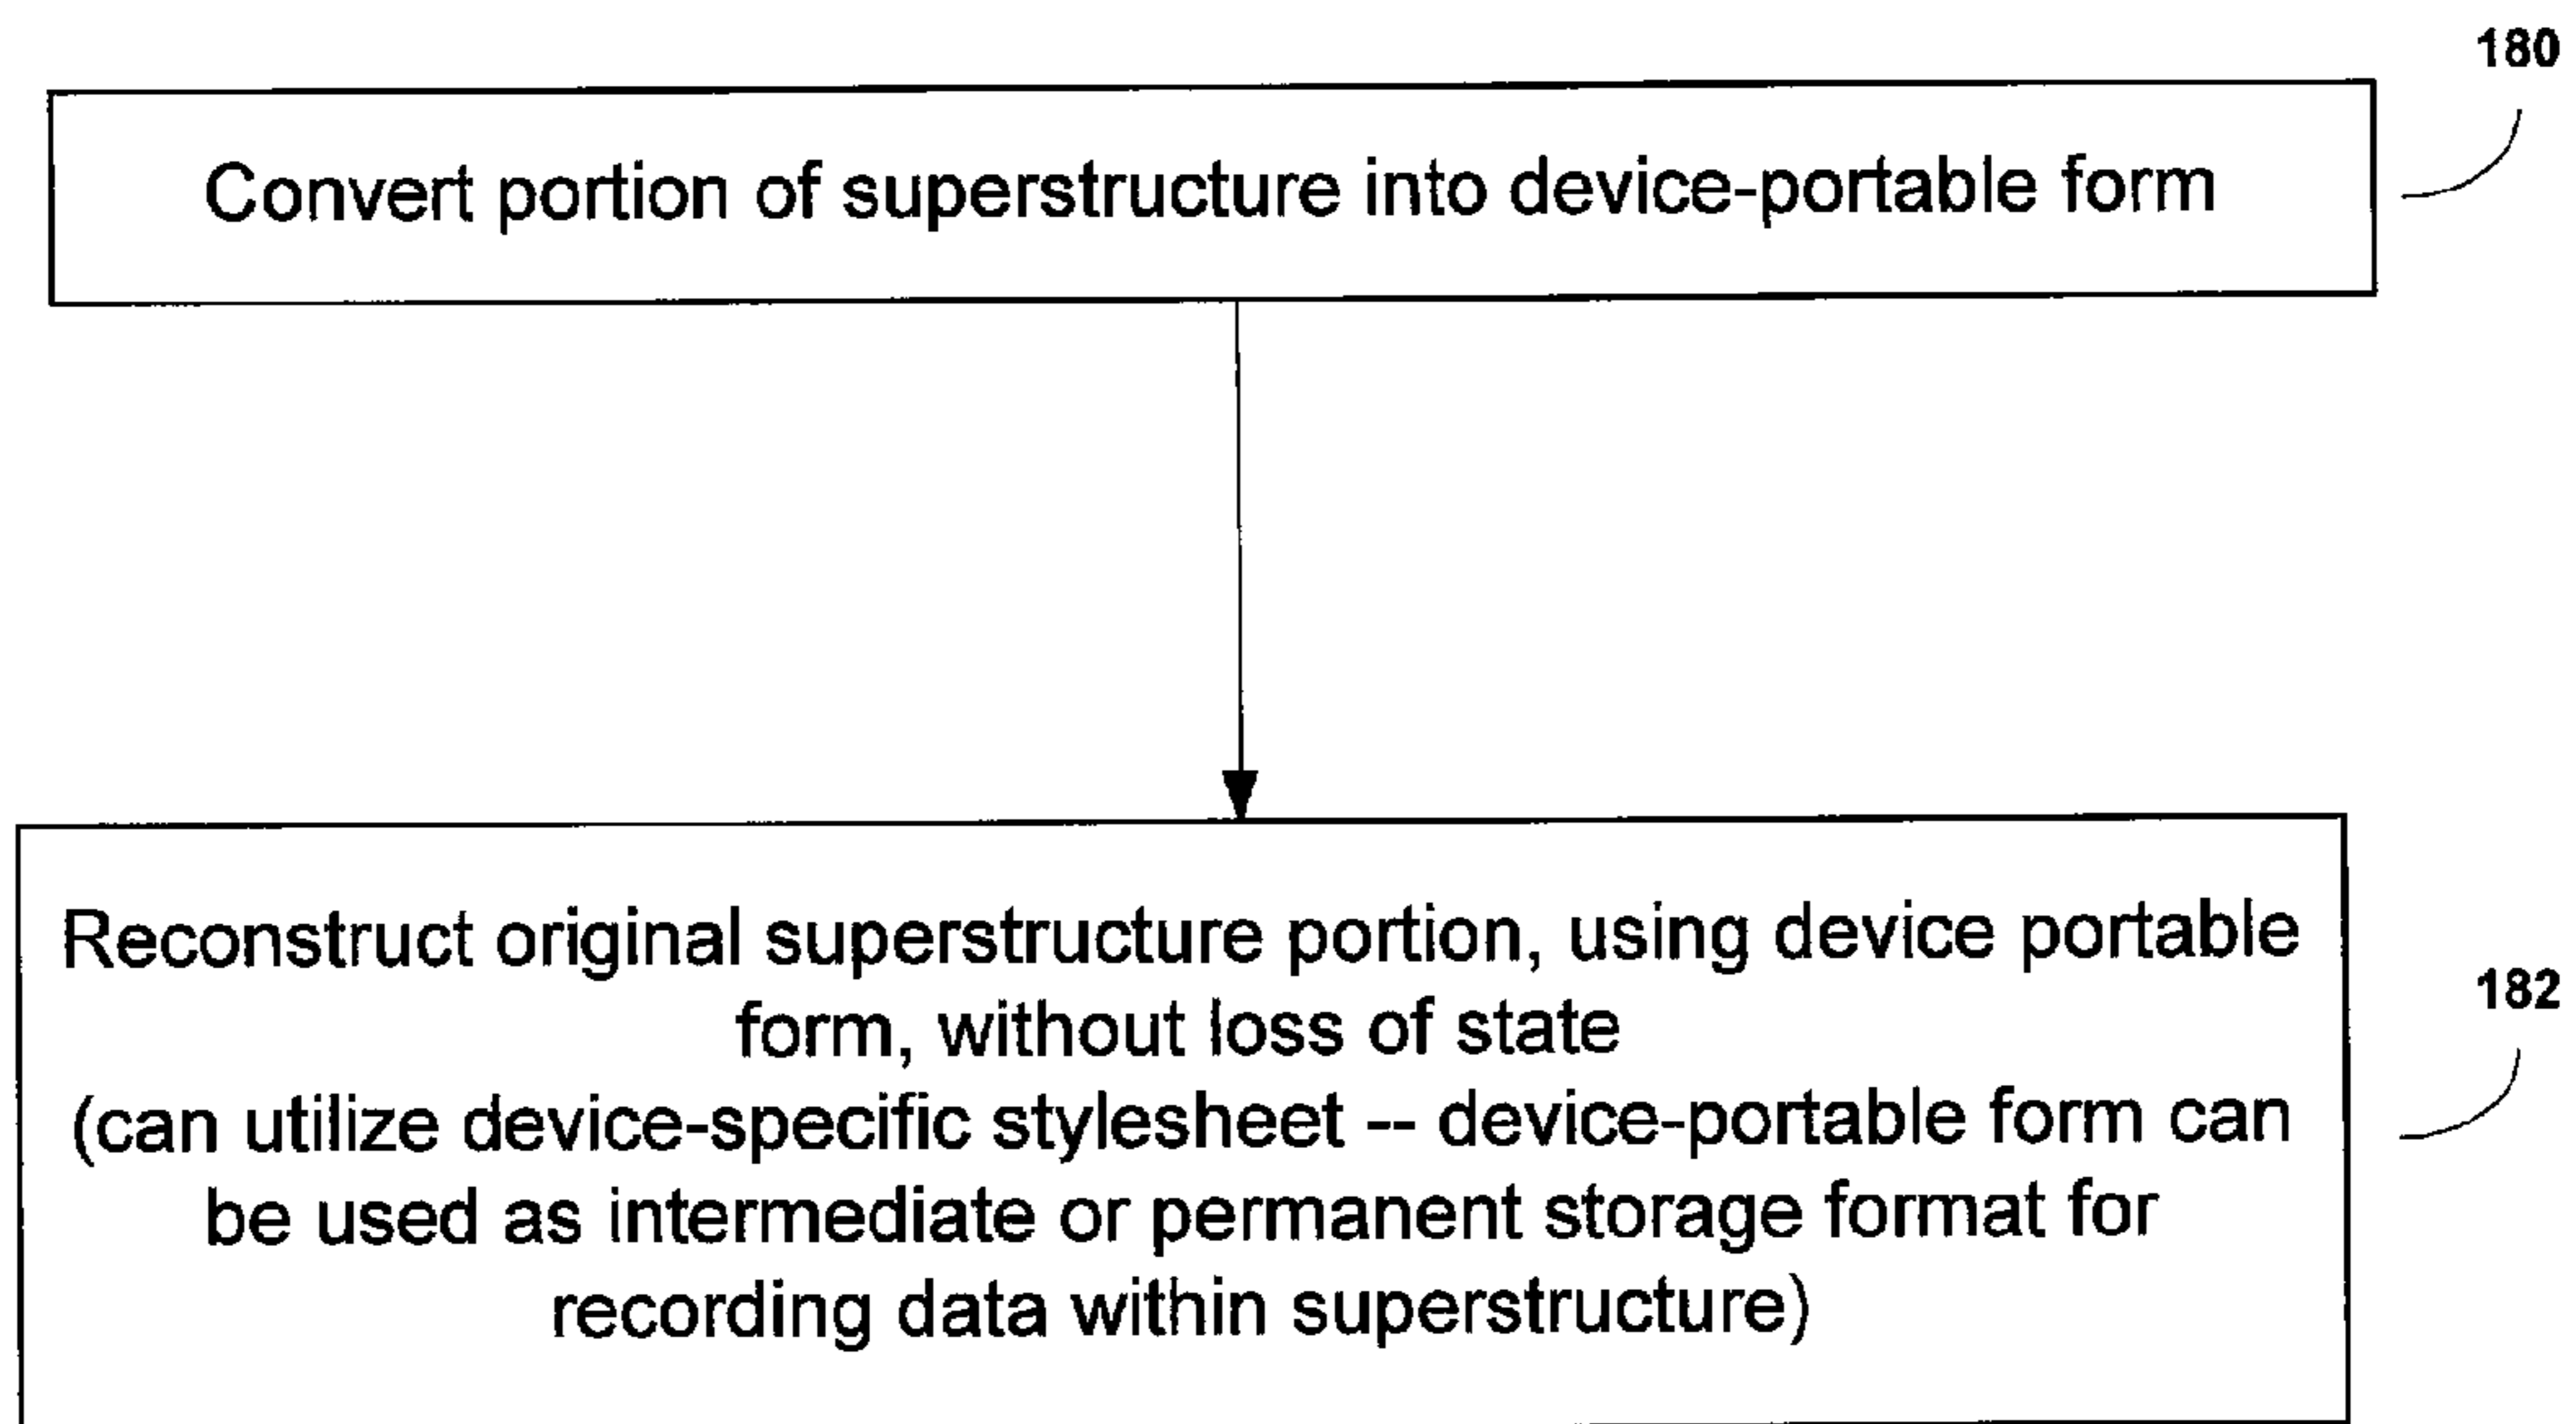 180
Convert portion of superstructure into device-portable form
Reconstruct original superstructure portion, using device portable
form, without loss of state
182
(can utilize device-specific stylesheet -- device-portable form can
be used as intermediate or permanent storage format for
recording data within superstructure)